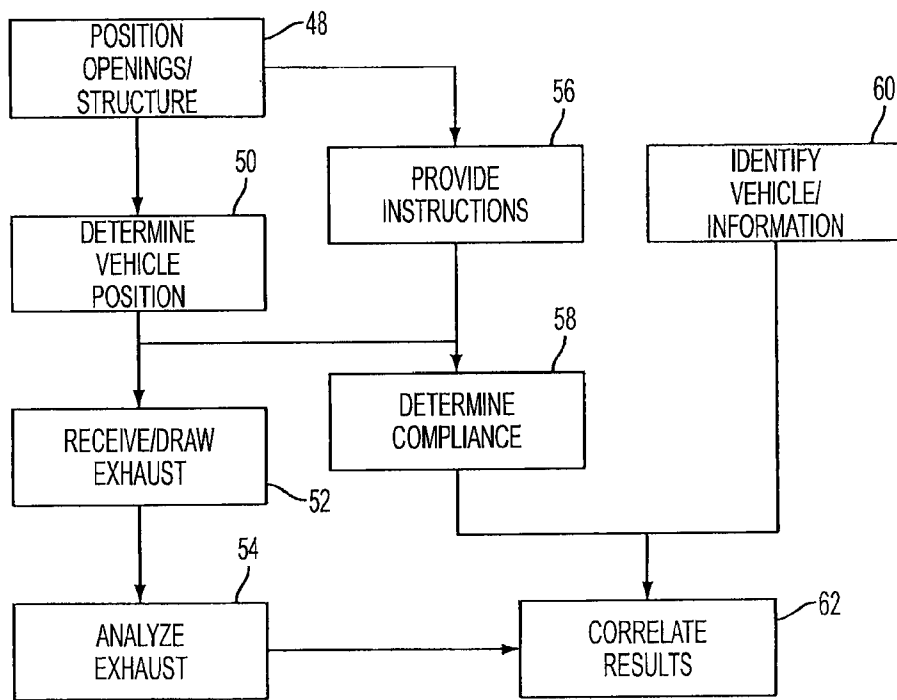 48
POSITION
OPENINGS/
STRUCTURE
56
PROVIDE
INSTRUCTIONS
60
IDENTIFY
VEHICLE/
INFORMATION
50
DETERMINE
VEHICLE
POSITION
58
DETERMINE
COMPLIANCE
RECEIVE/DRAW
EXHAUST
52
54
ANALYZE
EXHAUST
62
CORRELATE
RESULTS